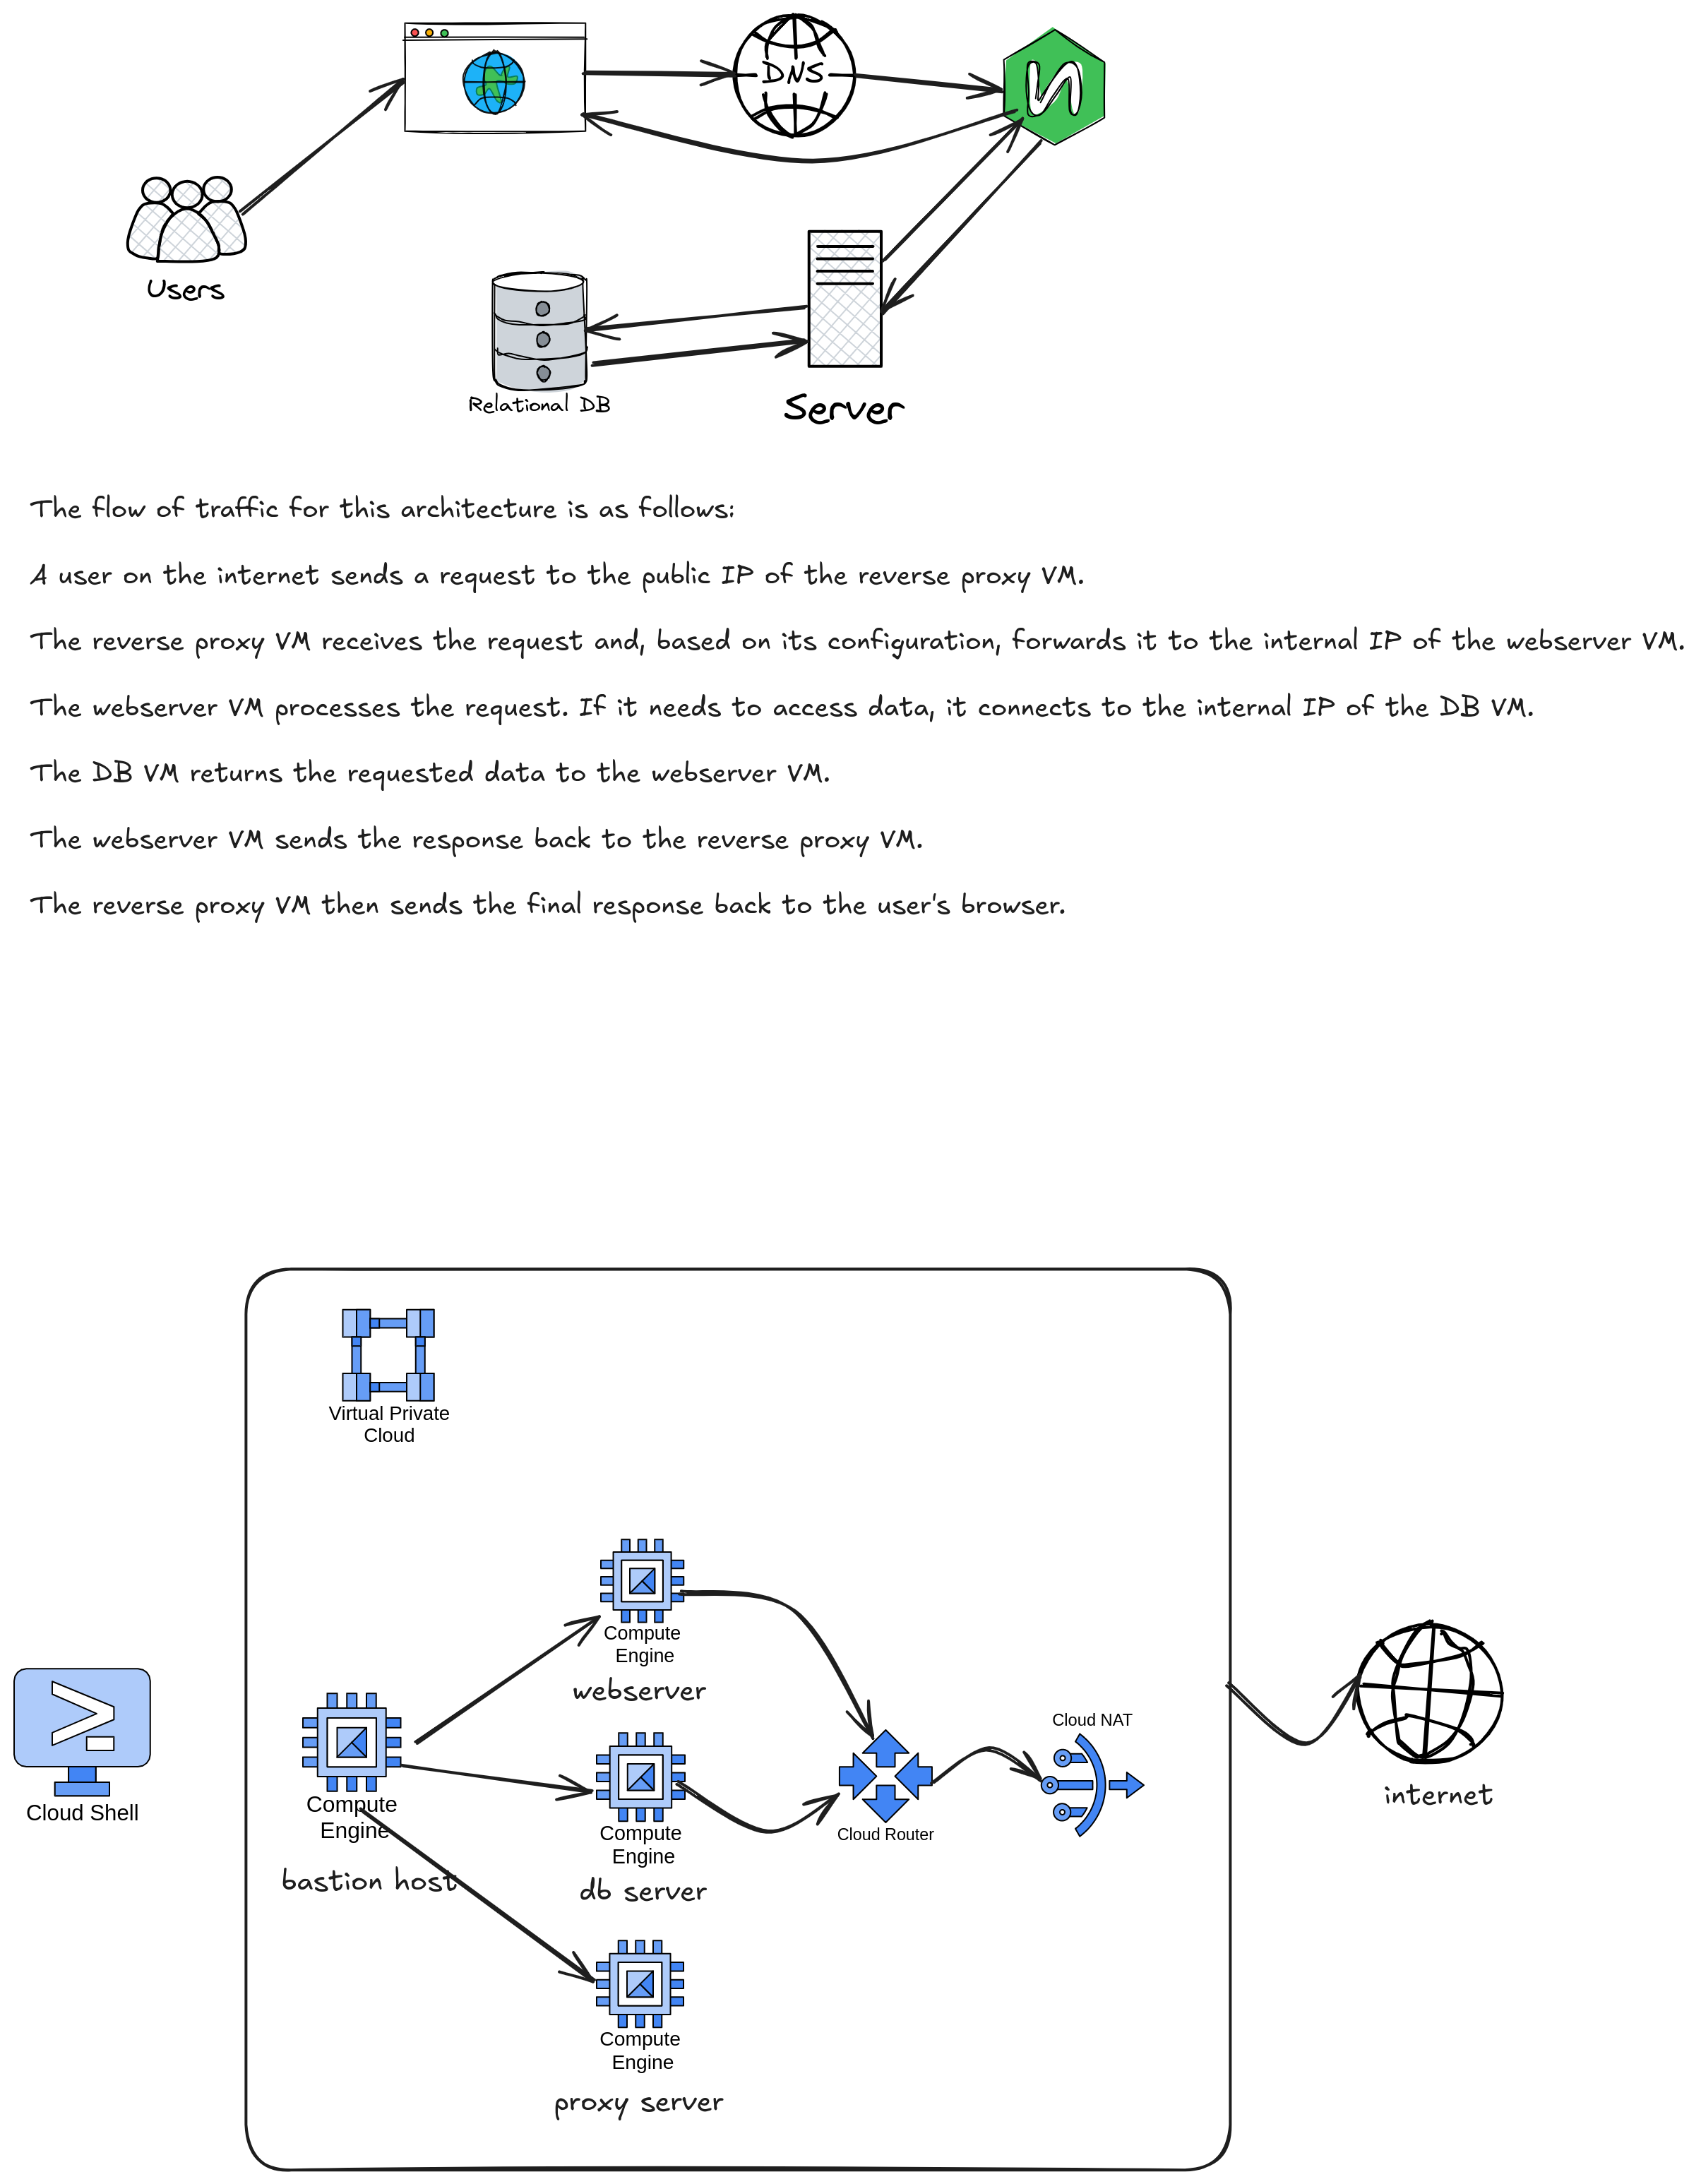 DNS
n
Users
Relational DB
Server
The flow of traffic for this architecture is as follows:
A user on the internet sends a request to the public IP of the reverse proxy VM.
The reverse proxy VM receives the request and, based on its configuration, forwards it to the internal IP of the webserver VM.
The webserver VM processes the request. If it needs to access data, it connects to the internal IP of the DB VM.
The DB VM returns the requested data to the webserver VM.
The webserver VM sends the response back to the reverse proxy VM.
The reverse proxy VM then sends the final response back to the user's browser.
Virtual Private
Cloud
Compute
Engine
webserver
Cloud NAT
Cloud Shell
Compute
Engine
bastion host
Compute
Engine
db server
Cloud Router
internet
Compute
Engine
proxy server